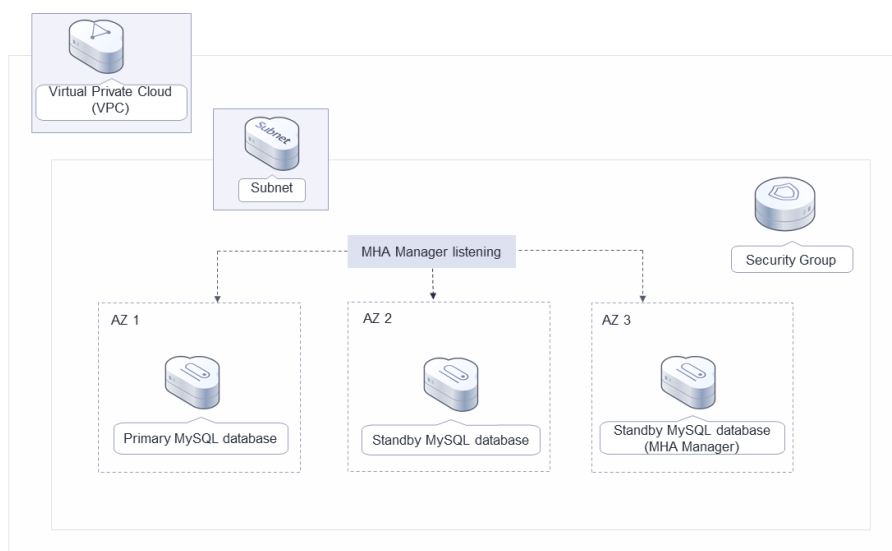 Virtual Private Cloud
(VPC)
Subnet
Subnet
Security Group
MHA Manager listening
AZ 1
AZ 2
AZ 3
Primary MySQL database
Standby MySQL database
Standby MySQL database
(MHA Manager)